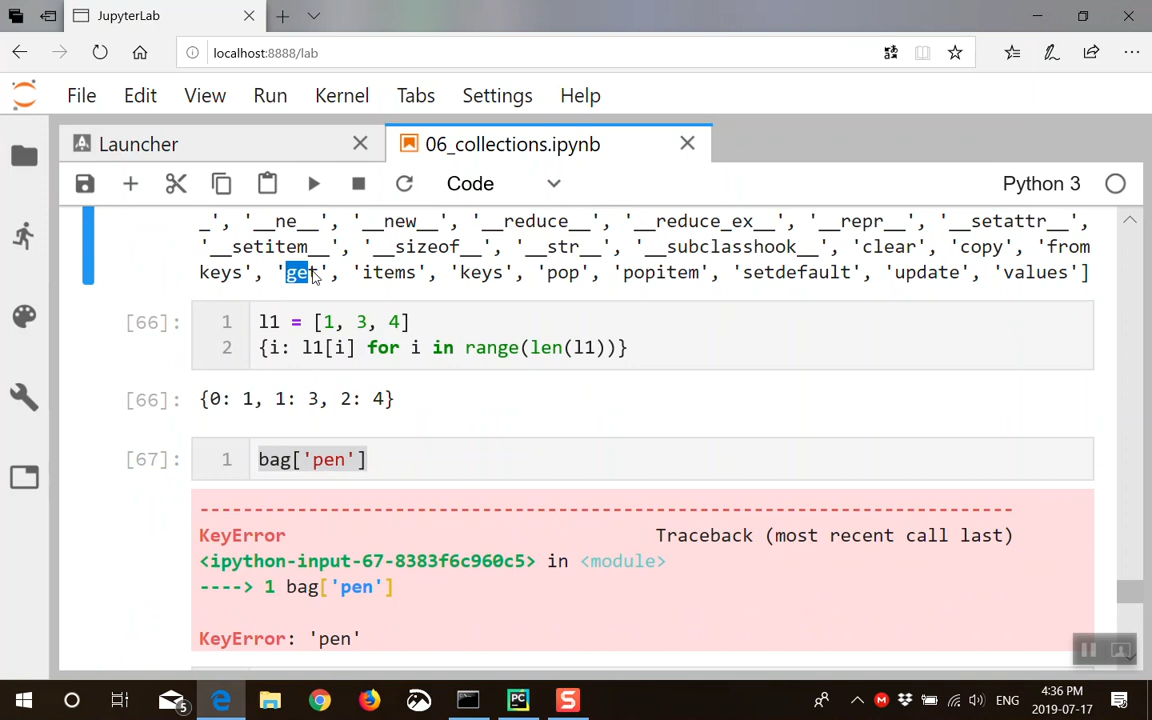 JupyterLab
localhost:8888/lab
File Edit View Run Kernel Tabs Settings Help
Launcher 06_collections.ipynb
Code Python 3
_', '__ne__', '__new__', '__reduce__', '__reduce_ex__', '__repr__', '__setattr__',
'__setitem__', '__sizeof__', '__str__', '__subclasshook__', 'clear', 'copy', 'from
keys', 'get', 'items', 'keys', 'pop', 'popitem', 'setdefault', 'update', 'values']
[66]: 1 l1 = [1, 3, 4]
2 {i: l1[i] for i in range(len(l1))}
[66]: {0: 1, 1: 3, 2: 4}
[67]: 1 bag['pen']
---------------------------------------------------------------------------
KeyError Traceback (most recent call last)
<ipython-input-67-8383f6c960c5> in <module>
----> 1 bag['pen']
KeyError: 'pen'
5 PC S M ENG 4:36 PM
2019-07-17